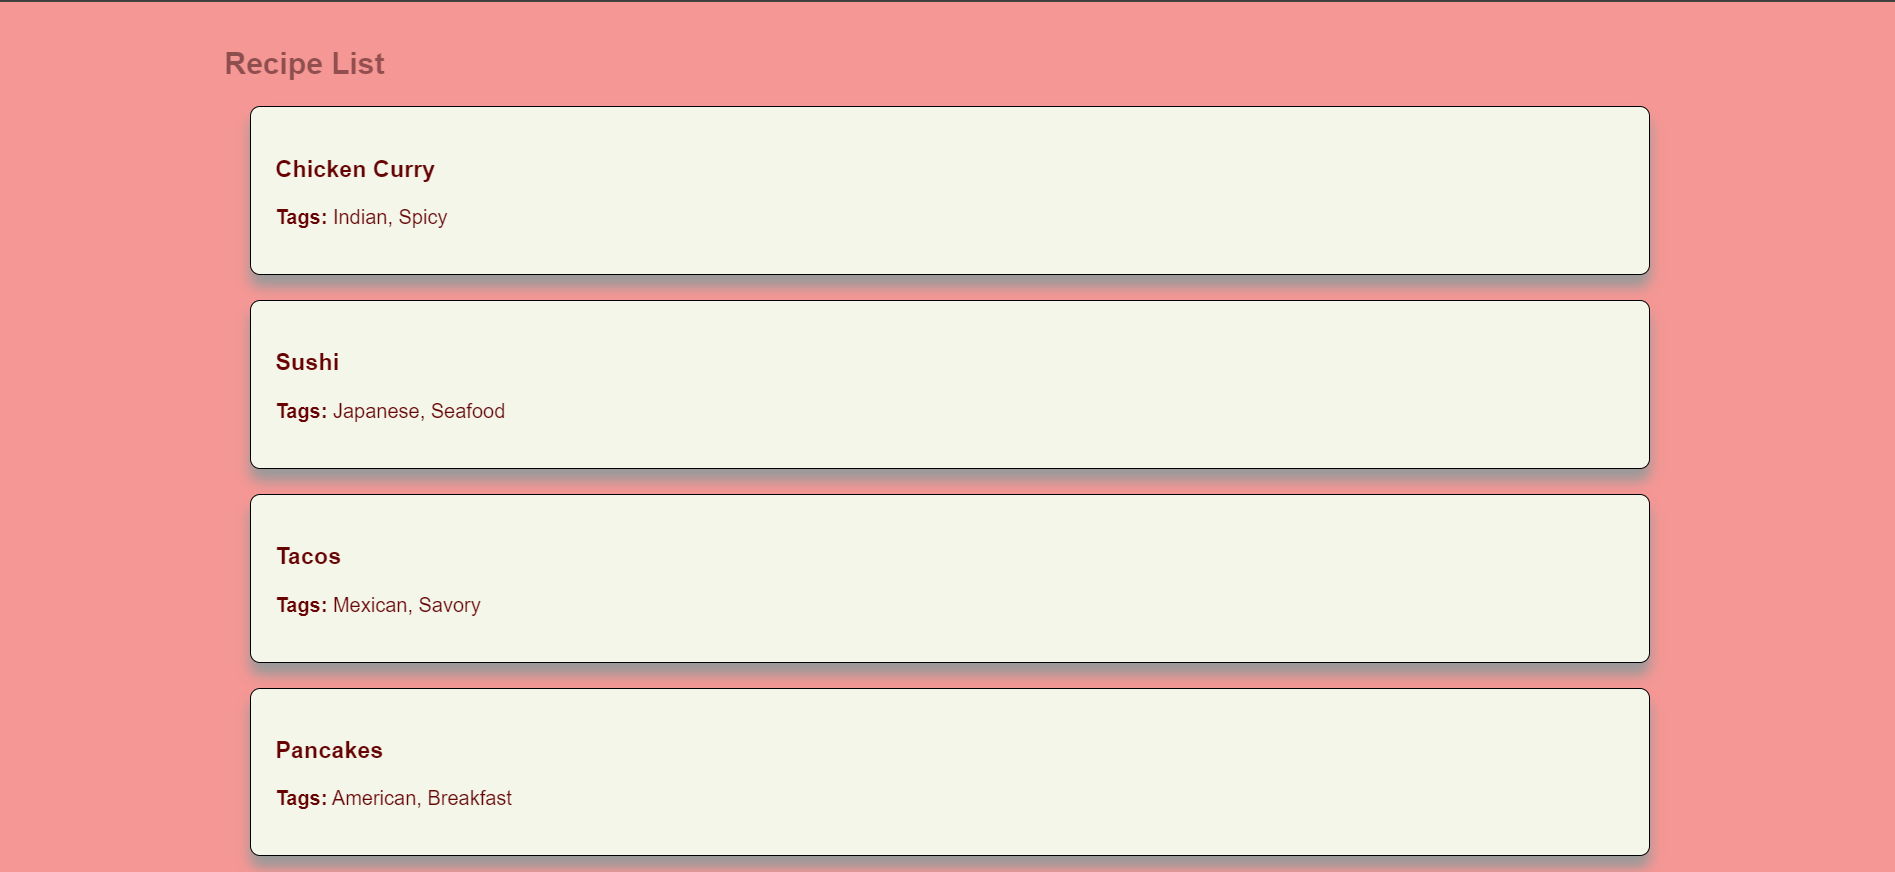 Recipe List
Chicken Curry
Tags: Indian, Spicy
Sushi
Tags: Japanese, Seafood
Tacos
Tags: Mexican, Savory
Pancakes
Tags: American, Breakfast